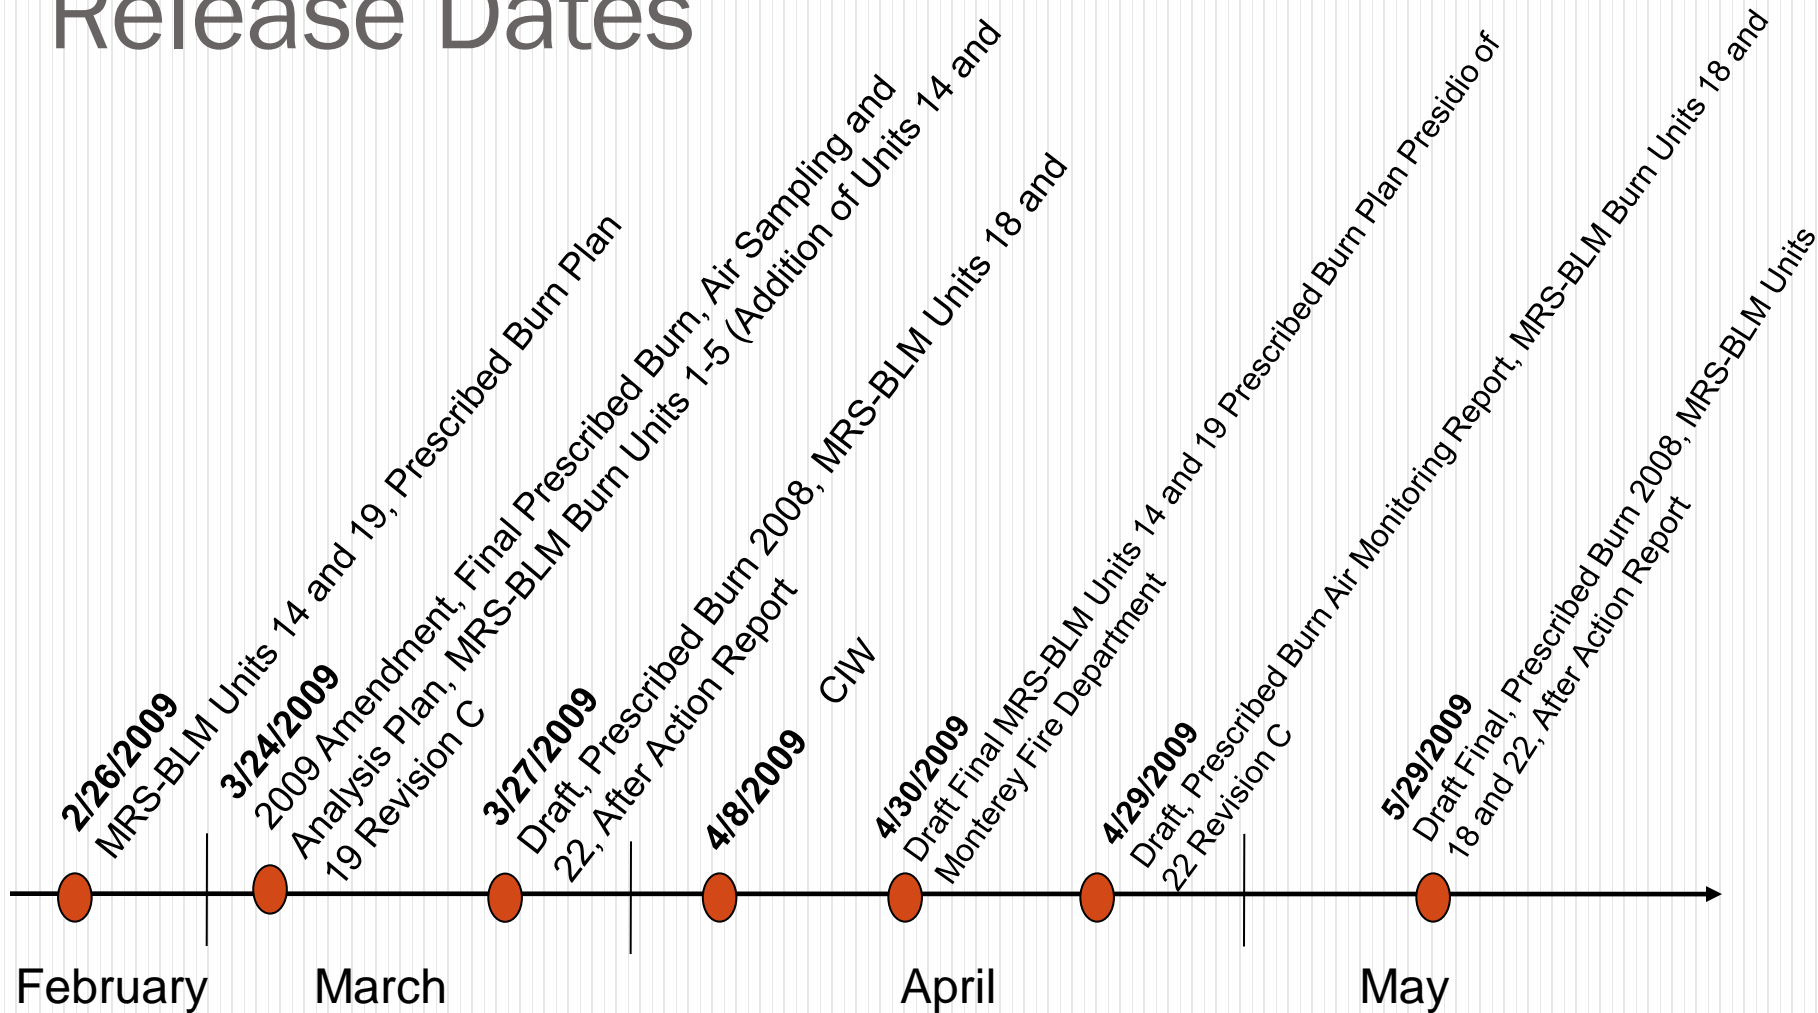 Release Dates
2/26/2009
MRS-BLM Units 14 and 19, Prescribed Burn Plan
3/24/2009
2009 Amendment, Final Prescribed Burn, Air Sampling and
Analysis Plan, MRS-BLM Burn Units 1-5 (Addition of Units 14 and
19 Revision C
3/27/2009
Draft, Prescribed Burn 2008, MRS-BLM Units 18 and
22, After Action Report
4/8/2009
CIW
4/30/2009
Draft Final MRS-BLM Units 14 and 19 Prescribed Burn Plan Presidio of
Monterey Fire Department
4/29/2009
Draft, Prescribed Burn Air Monitoring Report, MRS-BLM Burn Units 18 and
22 Revision C
5/29/2009
Draft Final, Prescribed Burn 2008, MRS-BLM Units
18 and 22, After Action Report
February
March
April
May